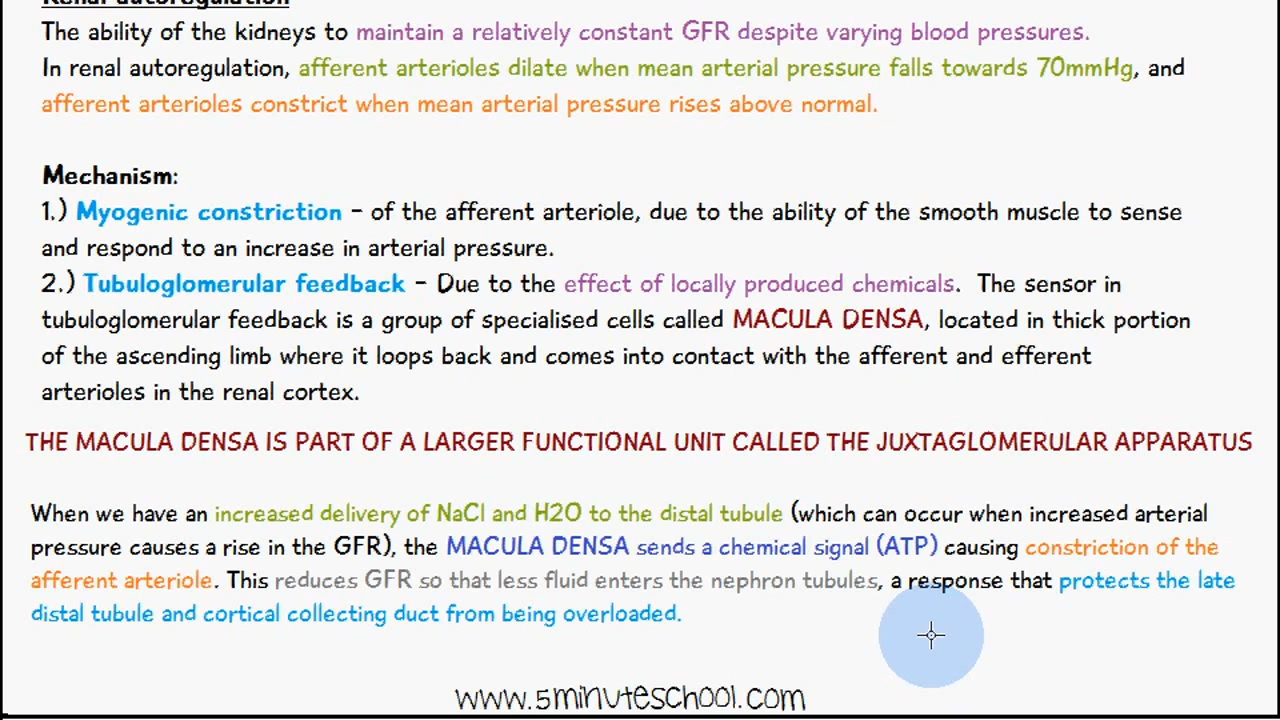 Renal autoregulation
The ability of the kidneys to maintain a relatively constant GFR despite varying blood pressures.
In renal autoregulation, afferent arterioles dilate when mean arterial pressure falls towards 70mmHg, and
afferent arterioles constrict when mean arterial pressure rises above normal.
Mechanism:
1.) Myogenic constriction - of the afferent arteriole, due to the ability of the smooth muscle to sense
and respond to an increase in arterial pressure.
2.) Tubuloglomerular feedback - Due to the effect of locally produced chemicals. The sensor in
tubuloglomerular feedback is a group of specialised cells called MACULA DENSA, located in thick portion
of the ascending limb where it loops back and comes into contact with the afferent and efferent
arterioles in the renal cortex.
THE MACULA DENSA IS PART OF A LARGER FUNCTIONAL UNIT CALLED THE JUXTAGLOMERULAR APPARATUS
When we have an increased delivery of NaCl and H2O to the distal tubule (which can occur when increased arterial
pressure causes a rise in the GFR), the MACULA DENSA sends a chemical signal (ATP) causing constriction of the
afferent arteriole. This reduces GFR so that less fluid enters the nephron tubules, a response that protects the late
distal tubule and cortical collecting duct from being overloaded.
www.5minuteschool.com